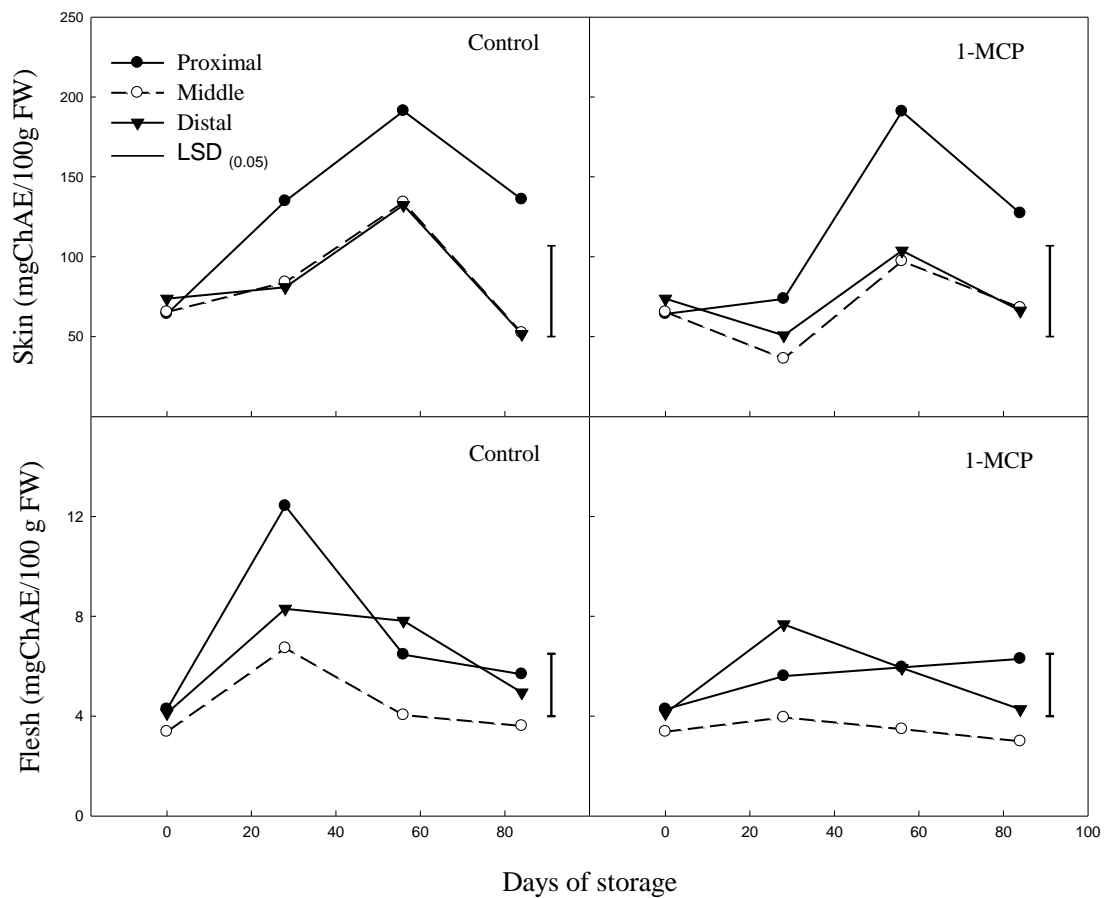 250
200
150
100
50
Skin (mgChAE/100g FW)
Control
Proximal
Middle
Distal
LSD (0.05)
1-MCP
12
8
4
0
Flesh (mgChAE/100 g FW)
Control
1-MCP
0 20 40 60 80 0 20 40 60 80 100
Days of storage